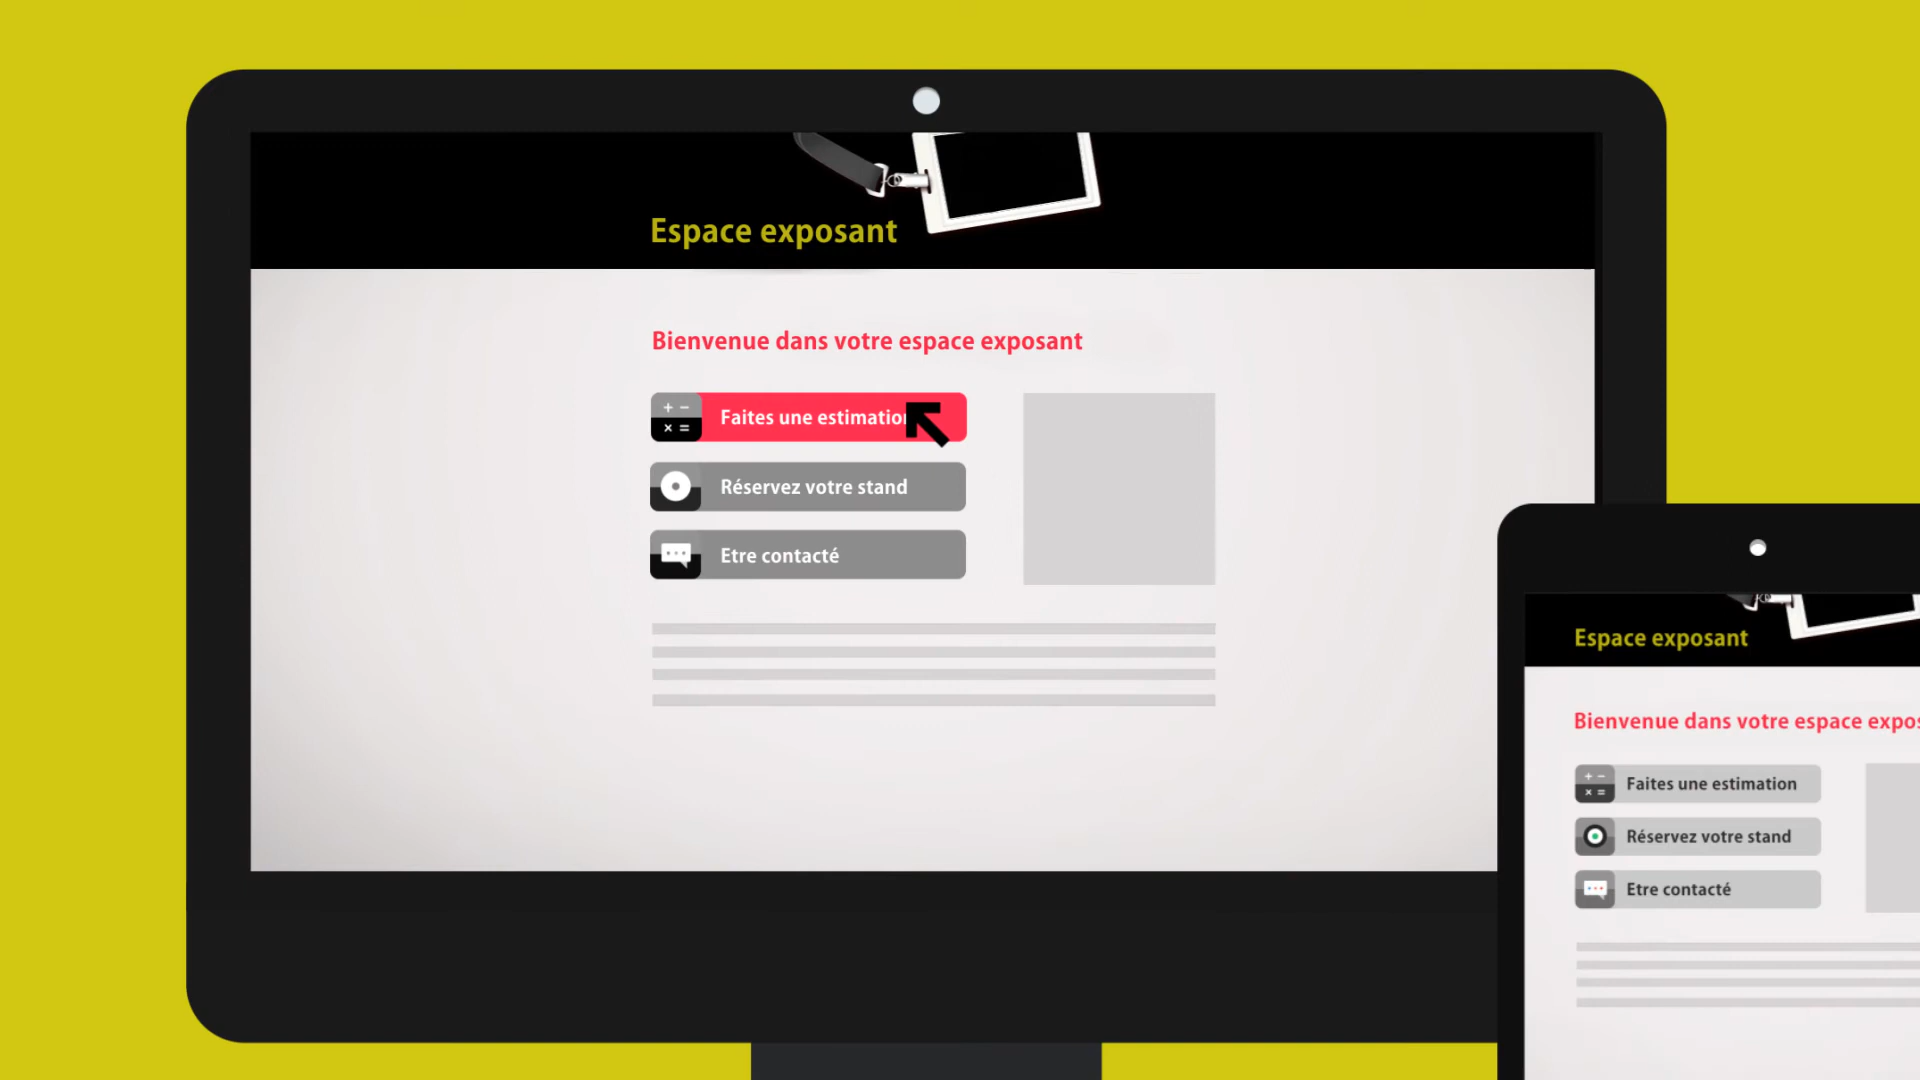 Espace exposant
Bienvenue dans votre espace exposant
Faites une estimation
Réservez votre stand
Etre contacté
Espace exposant
Bienvenue dans votre espace expos
Faites une estimation
Réservez votre stand
Etre contacté